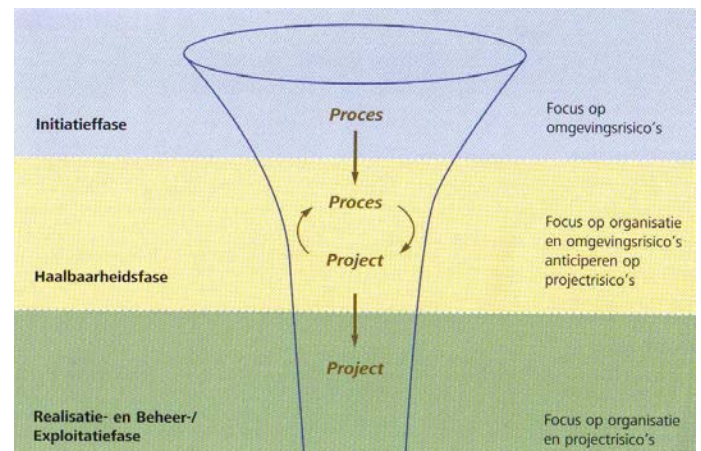 Proces
Focus op
omgevingsrisico's
Initiatieffase
Proces
Focus op organisatie
en omgevingsrisico's
anticiperen op
projectrisico's
Project
Haalbaarheidsfase
Project
Realisatie- en Beheer-/
Exploitatiefase
Focus op organisatie
en projectrisico's